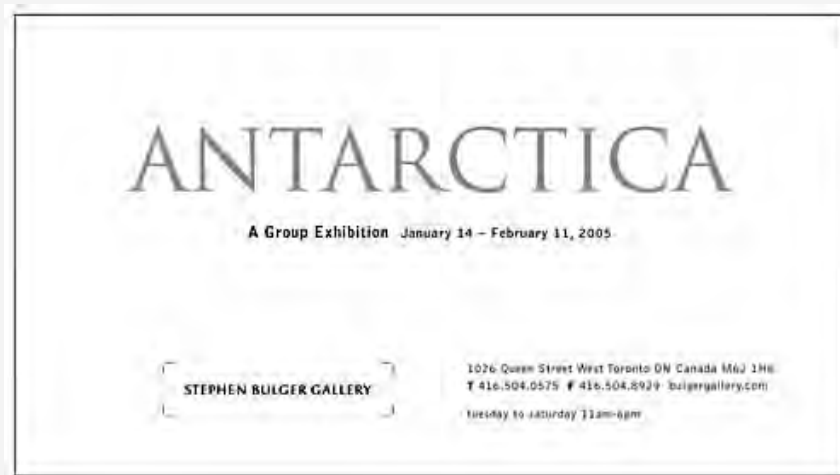 ANTARCTICA
A Group Exhibition January 14 – February 11, 2005
STEPHEN BULGER GALLERY
1026 Queen Street West Toronto ON Canada M6J 1H6
T 416.504.0575 F 416.504.8929 bulgergallery.com
tuesday to saturday 11am-6pm